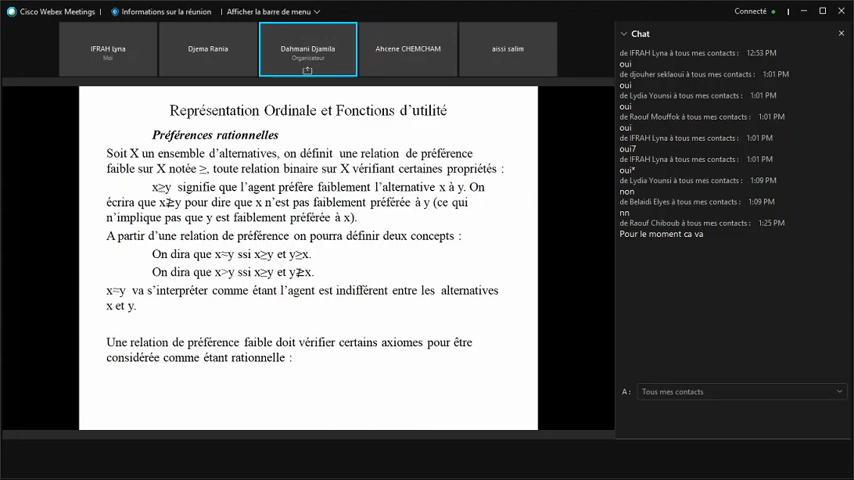 Cisco Webex Meetings
Informations sur la réunion
Afficher la barre de menu
Connecté
IFRAH Lyna
Moi
Djema Rania
Dahmani Djamila
Organisateur
Ahcene CHEMCHAM
aissi salim
Représentation Ordinale et Fonctions d'utilité
Préférences rationnelles
Soit X un ensemble d'alternatives, on définit une relation de préférence
faible sur X notée ≥, toute relation binaire sur X vérifiant certaines propriétés :
x≥y signifie que l'agent préfère faiblement l'alternative x à y. On
écrira que x≱y pour dire que x n'est pas faiblement préférée à y (ce qui
n'implique pas que y est faiblement préférée à x).
A partir d'une relation de préférence on pourra définir deux concepts :
On dira que x≈y ssi x≥y et y≥x.
On dira que x>y ssi x≥y et y≱x.
x≈y va s'interpréter comme étant l'agent est indifférent entre les alternatives
x et y.
Une relation de préférence faible doit vérifier certains axiomes pour être
considérée comme étant rationnelle :
Chat
de IFRAH Lyna à tous mes contacts : 12:53 PM
oui
de djouher seklaoui à tous mes contacts : 1:01 PM
oui
de Lydia Younsi à tous mes contacts : 1:01 PM
oui
de Raouf Mouffok à tous mes contacts : 1:01 PM
oui
de IFRAH Lyna à tous mes contacts : 1:01 PM
oui7
de IFRAH Lyna à tous mes contacts : 1:01 PM
oui*
de Lydia Younsi à tous mes contacts : 1:09 PM
non
de Belaidi Elyes à tous mes contacts : 1:09 PM
nn
de Raouf Chiboub à tous mes contacts : 1:25 PM
Pour le moment ca va
A : Tous mes contacts